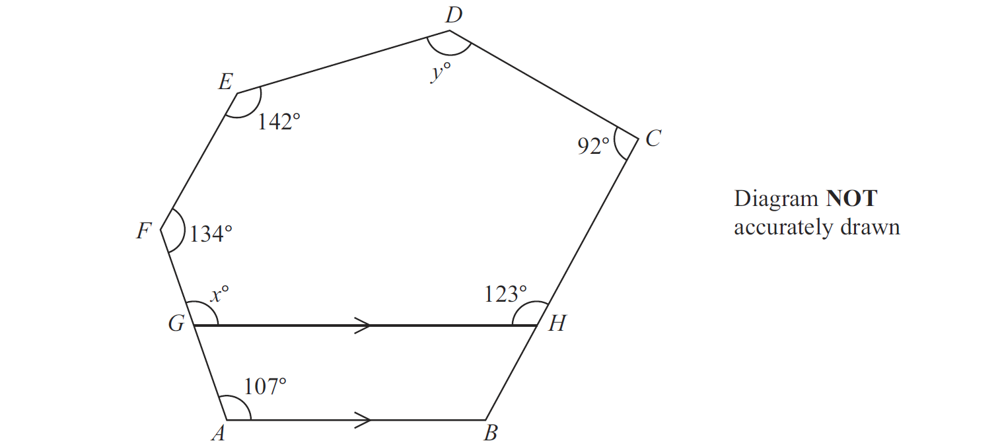 D
y°
E
142°
92°
C
Diagram NOT
accurately drawn
F
134°
x°
123°
G
H
107°
A
B